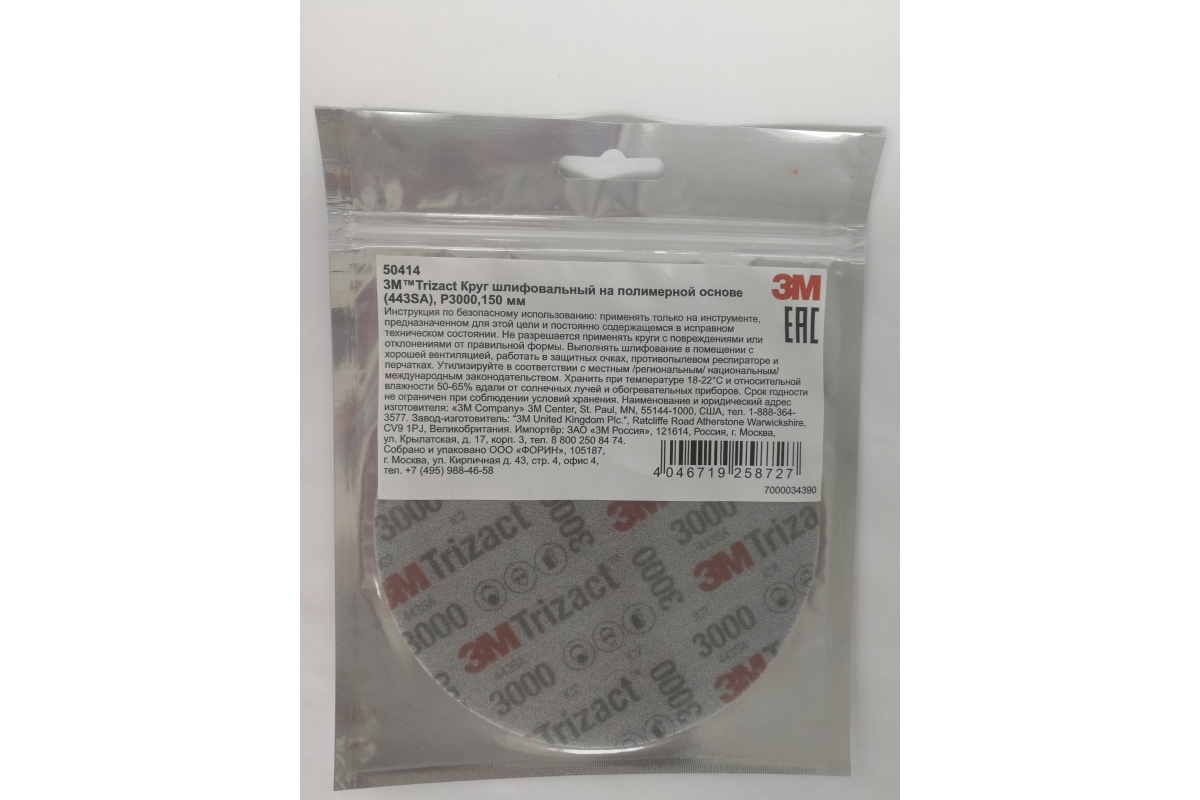 50414
3M™Trizact Круг шлифовальный на полимерной основе
(443SA), P3000,150 мм
3M
EAC
Инструкция по безопасному использованию: применять только на инструменте,
предназначенном для этой цели и постоянно содержащемся в исправном
техническом состоянии. Не разрешается применять круги с повреждениями или
отклонениями от правильной формы. Выполнять шлифование в помещении с
хорошей вентиляцией, работать в защитных очках, противопылевом респираторе и
перчатках. Утилизируйте в соответствии с местным /региональным/ национальным/
международным законодательством. Хранить при температуре 18-22°С и относительной
влажности 50-65% вдали от солнечных лучей и обогревательных приборов. Срок годности
не ограничен при соблюдении условий хранения. Наименование и юридический адрес
изготовителя: «3M Company» 3M Center, St. Paul, MN, 55144-1000, США, тел. 1-888-364-
3577. Завод-изготовитель: "3M United Kingdom Plc.", Ratcliffe Road Atherstone Warwickshire,
CV9 1PJ, Великобритания. Импортёр: ЗАО «3М Россия», 121614, Россия, г. Москва,
ул. Крылатская, д. 17, корп. 3, тел. 8 800 250 84 74.
Собрано и упаковано ООО «ФОРИН», 105187,
г. Москва, ул. Кирпичная д. 43, стр. 4, офис 4,
тел. +7 (495) 988-46-58
4 046719 258727
7000034390
3000
3M Trizact
3000
3M
3000
3M Trizact
443SA
3000
3M Trizact
3000
3000
443SA
3000
Trizact
3000
3M